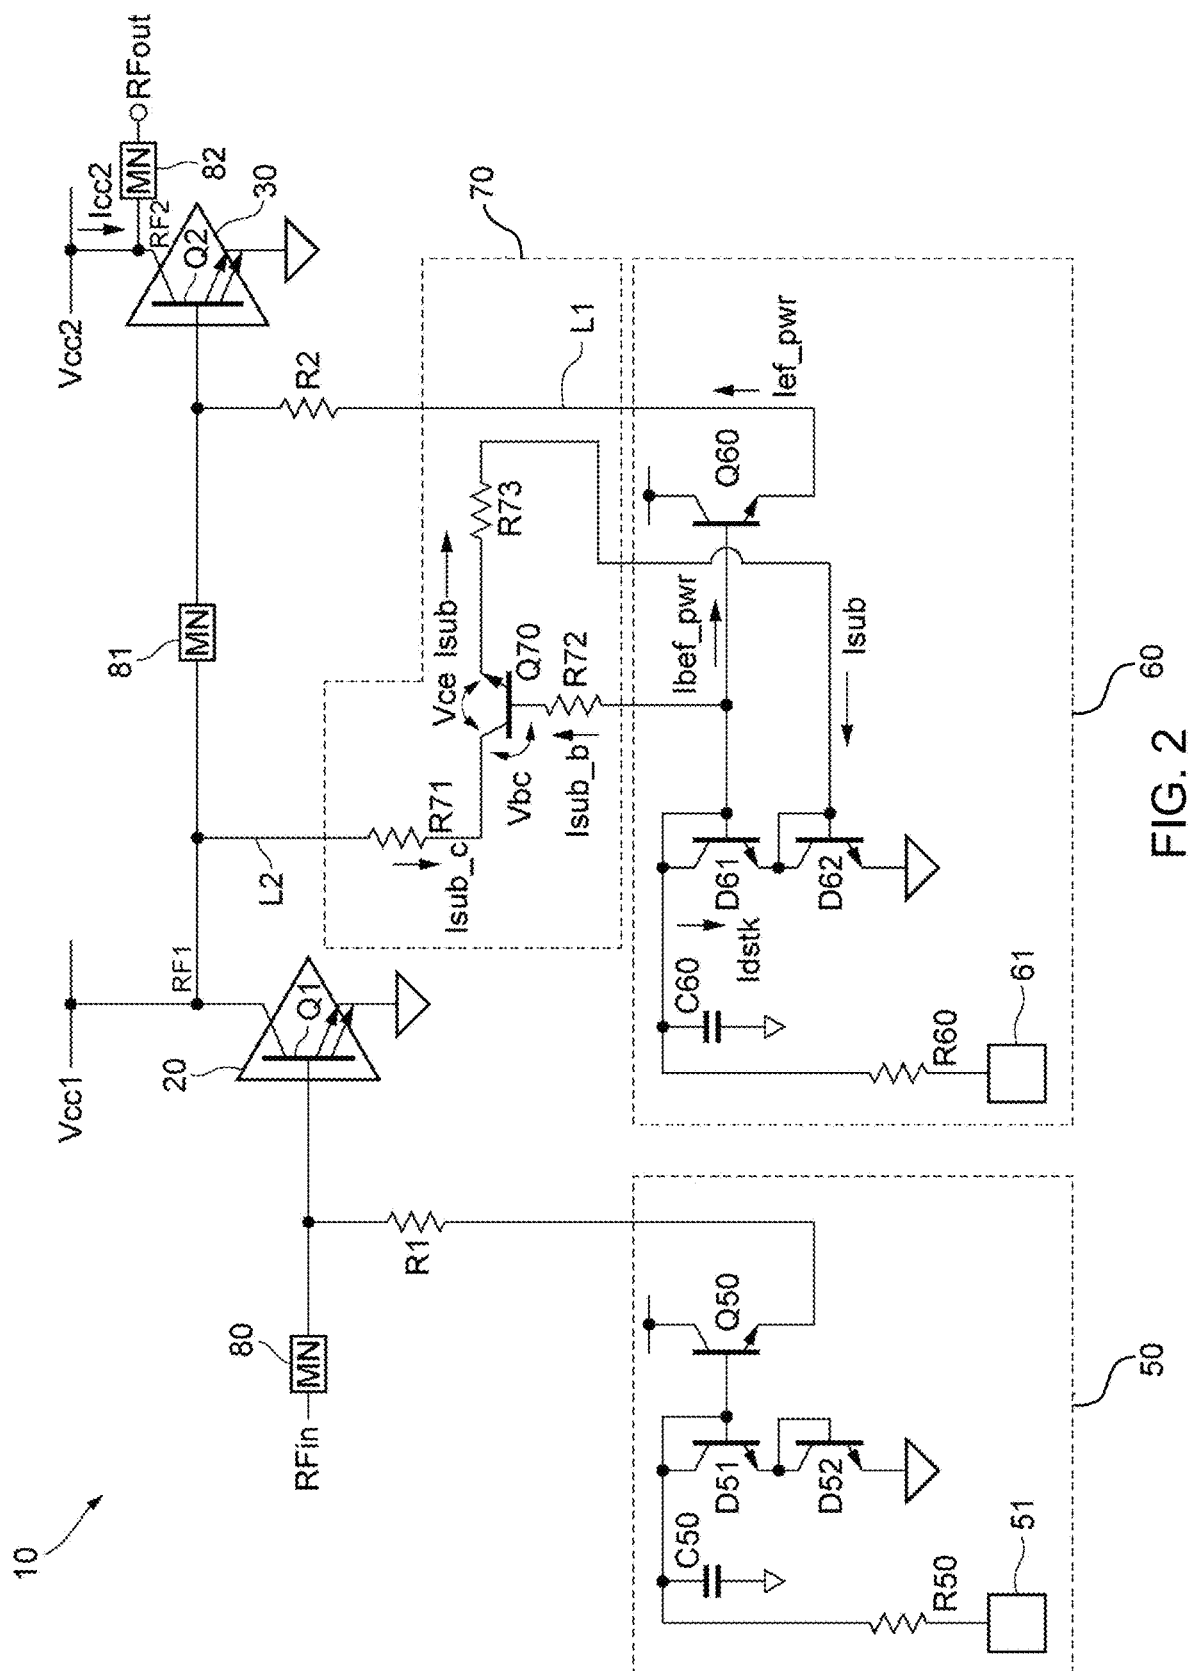 10
Vcc1
Vcc2
Icc2
MN
82
RFout
RF2
30
Q2
RF1
81
MN
20
Q1
L2
R2
70
RFin
80
MN
R1
R71
Isub_c
Vce
Isub
R73
Vbc
Q70
Isub_b
R72
L1
Ibef_pwr
Q60
Ief_pwr
Isub
D61
D62
Idstk
C60
R60
61
60
Q50
D51
D52
C50
R50
51
50
FIG. 2